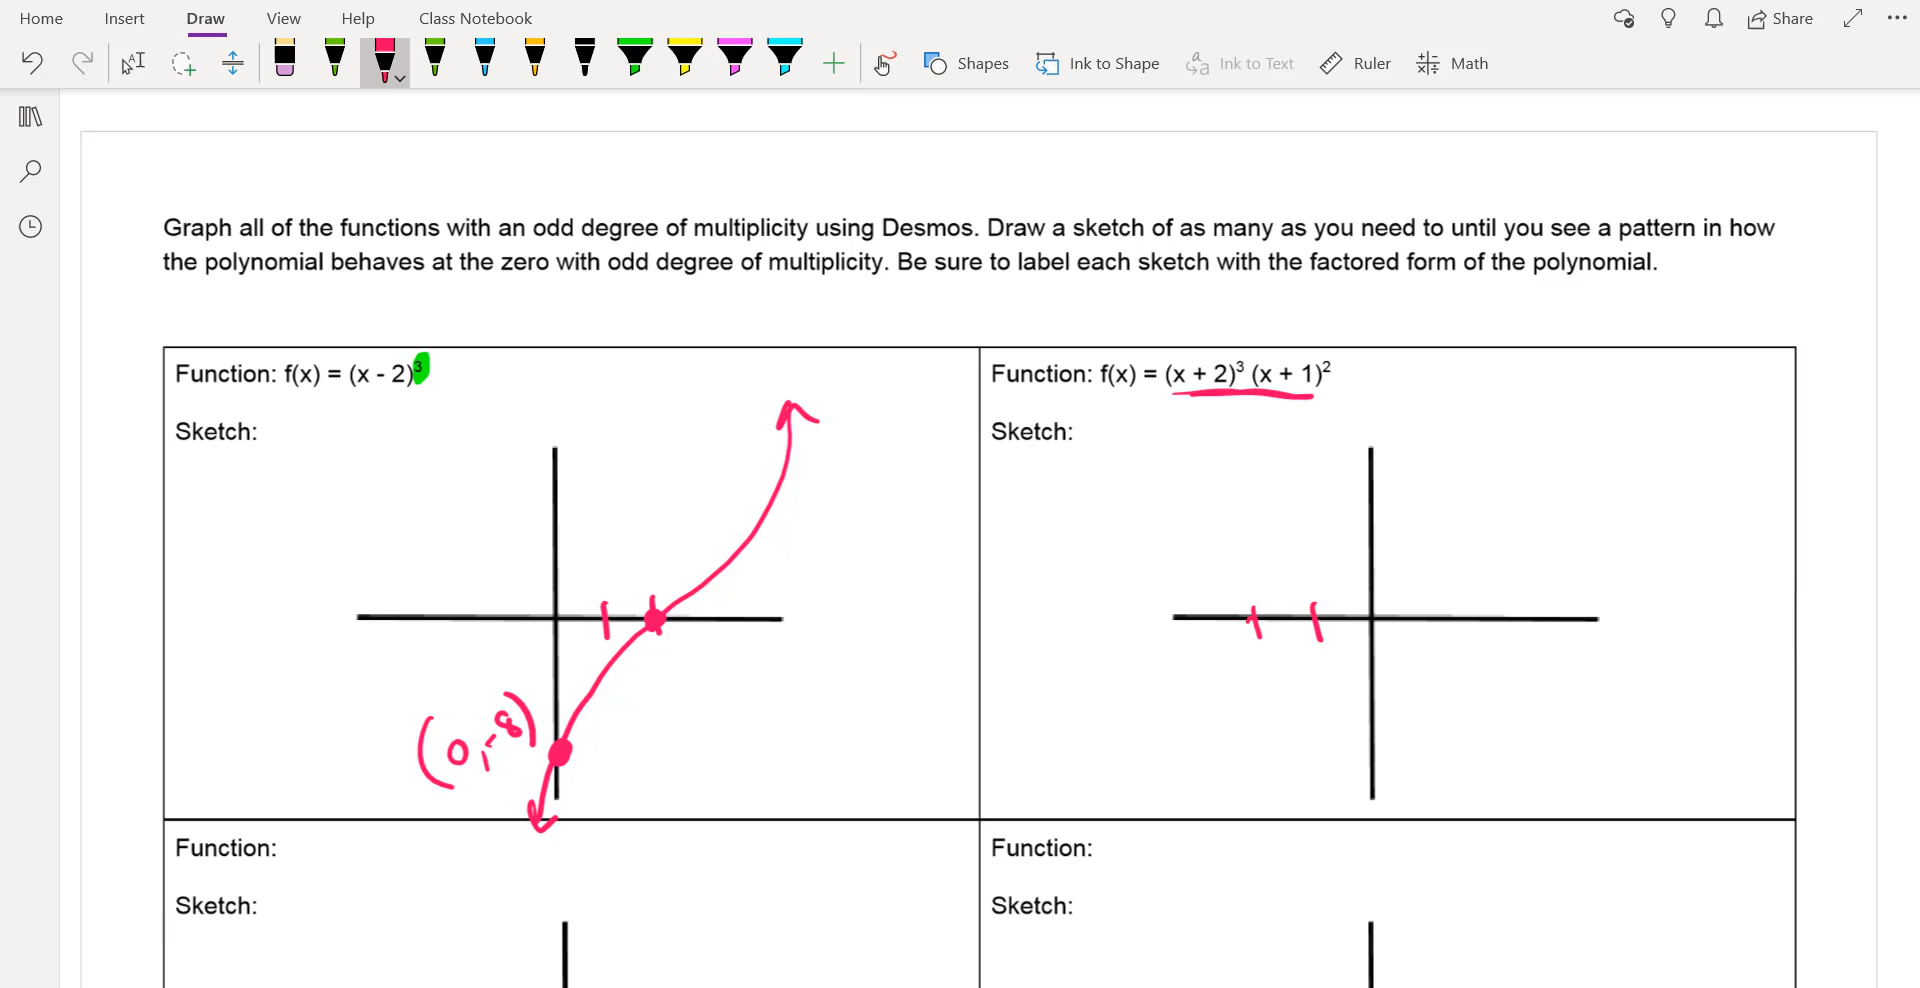 Home Insert Draw View Help Class Notebook Share
Shapes Ink to Shape Ink to Text Ruler Math
Graph all of the functions with an odd degree of multiplicity using Desmos. Draw a sketch of as many as you need to until you see a pattern in how
the polynomial behaves at the zero with odd degree of multiplicity. Be sure to label each sketch with the factored form of the polynomial.
Function: f(x) = (x - 2)³
Sketch:
(0,-8)
Function: f(x) = (x + 2)³ (x + 1)²
Sketch:
Function:
Sketch:
Function:
Sketch: